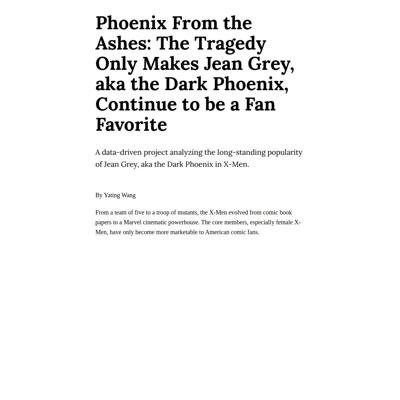 Phoenix From the
Ashes: The Tragedy
Only Makes Jean Grey,
aka the Dark Phoenix,
Continue to be a Fan
Favorite
A data-driven project analyzing the long-standing popularity
of Jean Grey, aka the Dark Phoenix in X-Men.
By Yating Wang
From a team of five to a troop of mutants, the X-Men evolved from comic book
papers to a Marvel cinematic powerhouse. The core members, especially female X-
Men, have only become more marketable to American comic fans.